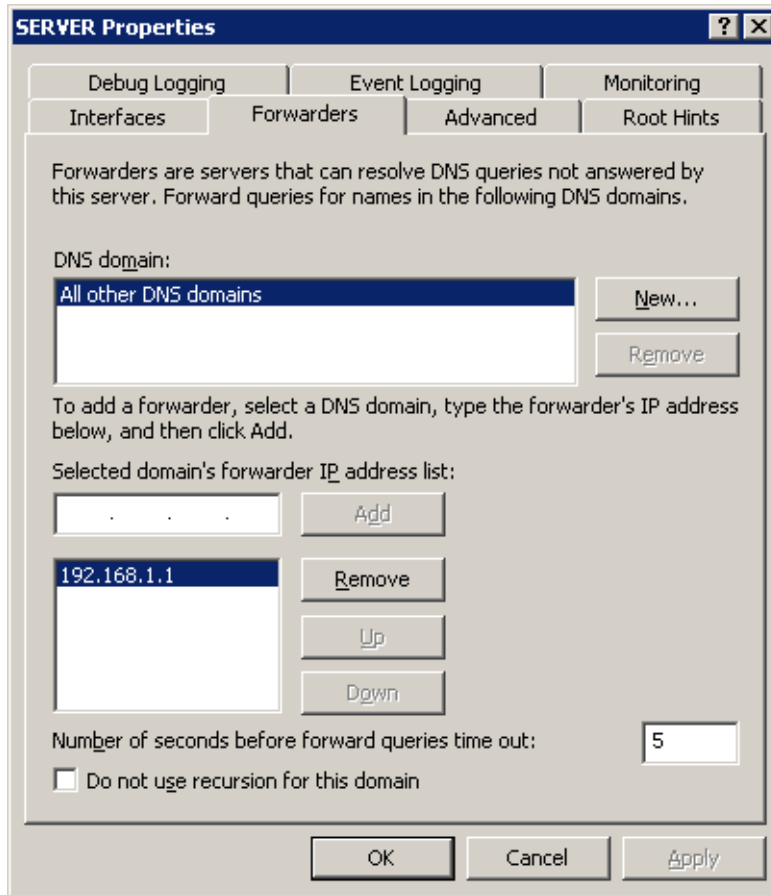 SERVER Properties
Debug Logging
Event Logging
Monitoring
Interfaces
Forwarders
Advanced
Root Hints
Forwarders are servers that can resolve DNS queries not answered by
this server. Forward queries for names in the following DNS domains.
DNS domain:
All other DNS domains
New...
Remove
To add a forwarder, select a DNS domain, type the forwarder's IP address
below, and then click Add.
Selected domain's forwarder IP address list:
. . .
Add
192.168.1.1
Remove
Up
Down
Number of seconds before forward queries time out:
5
Do not use recursion for this domain
OK
Cancel
Apply